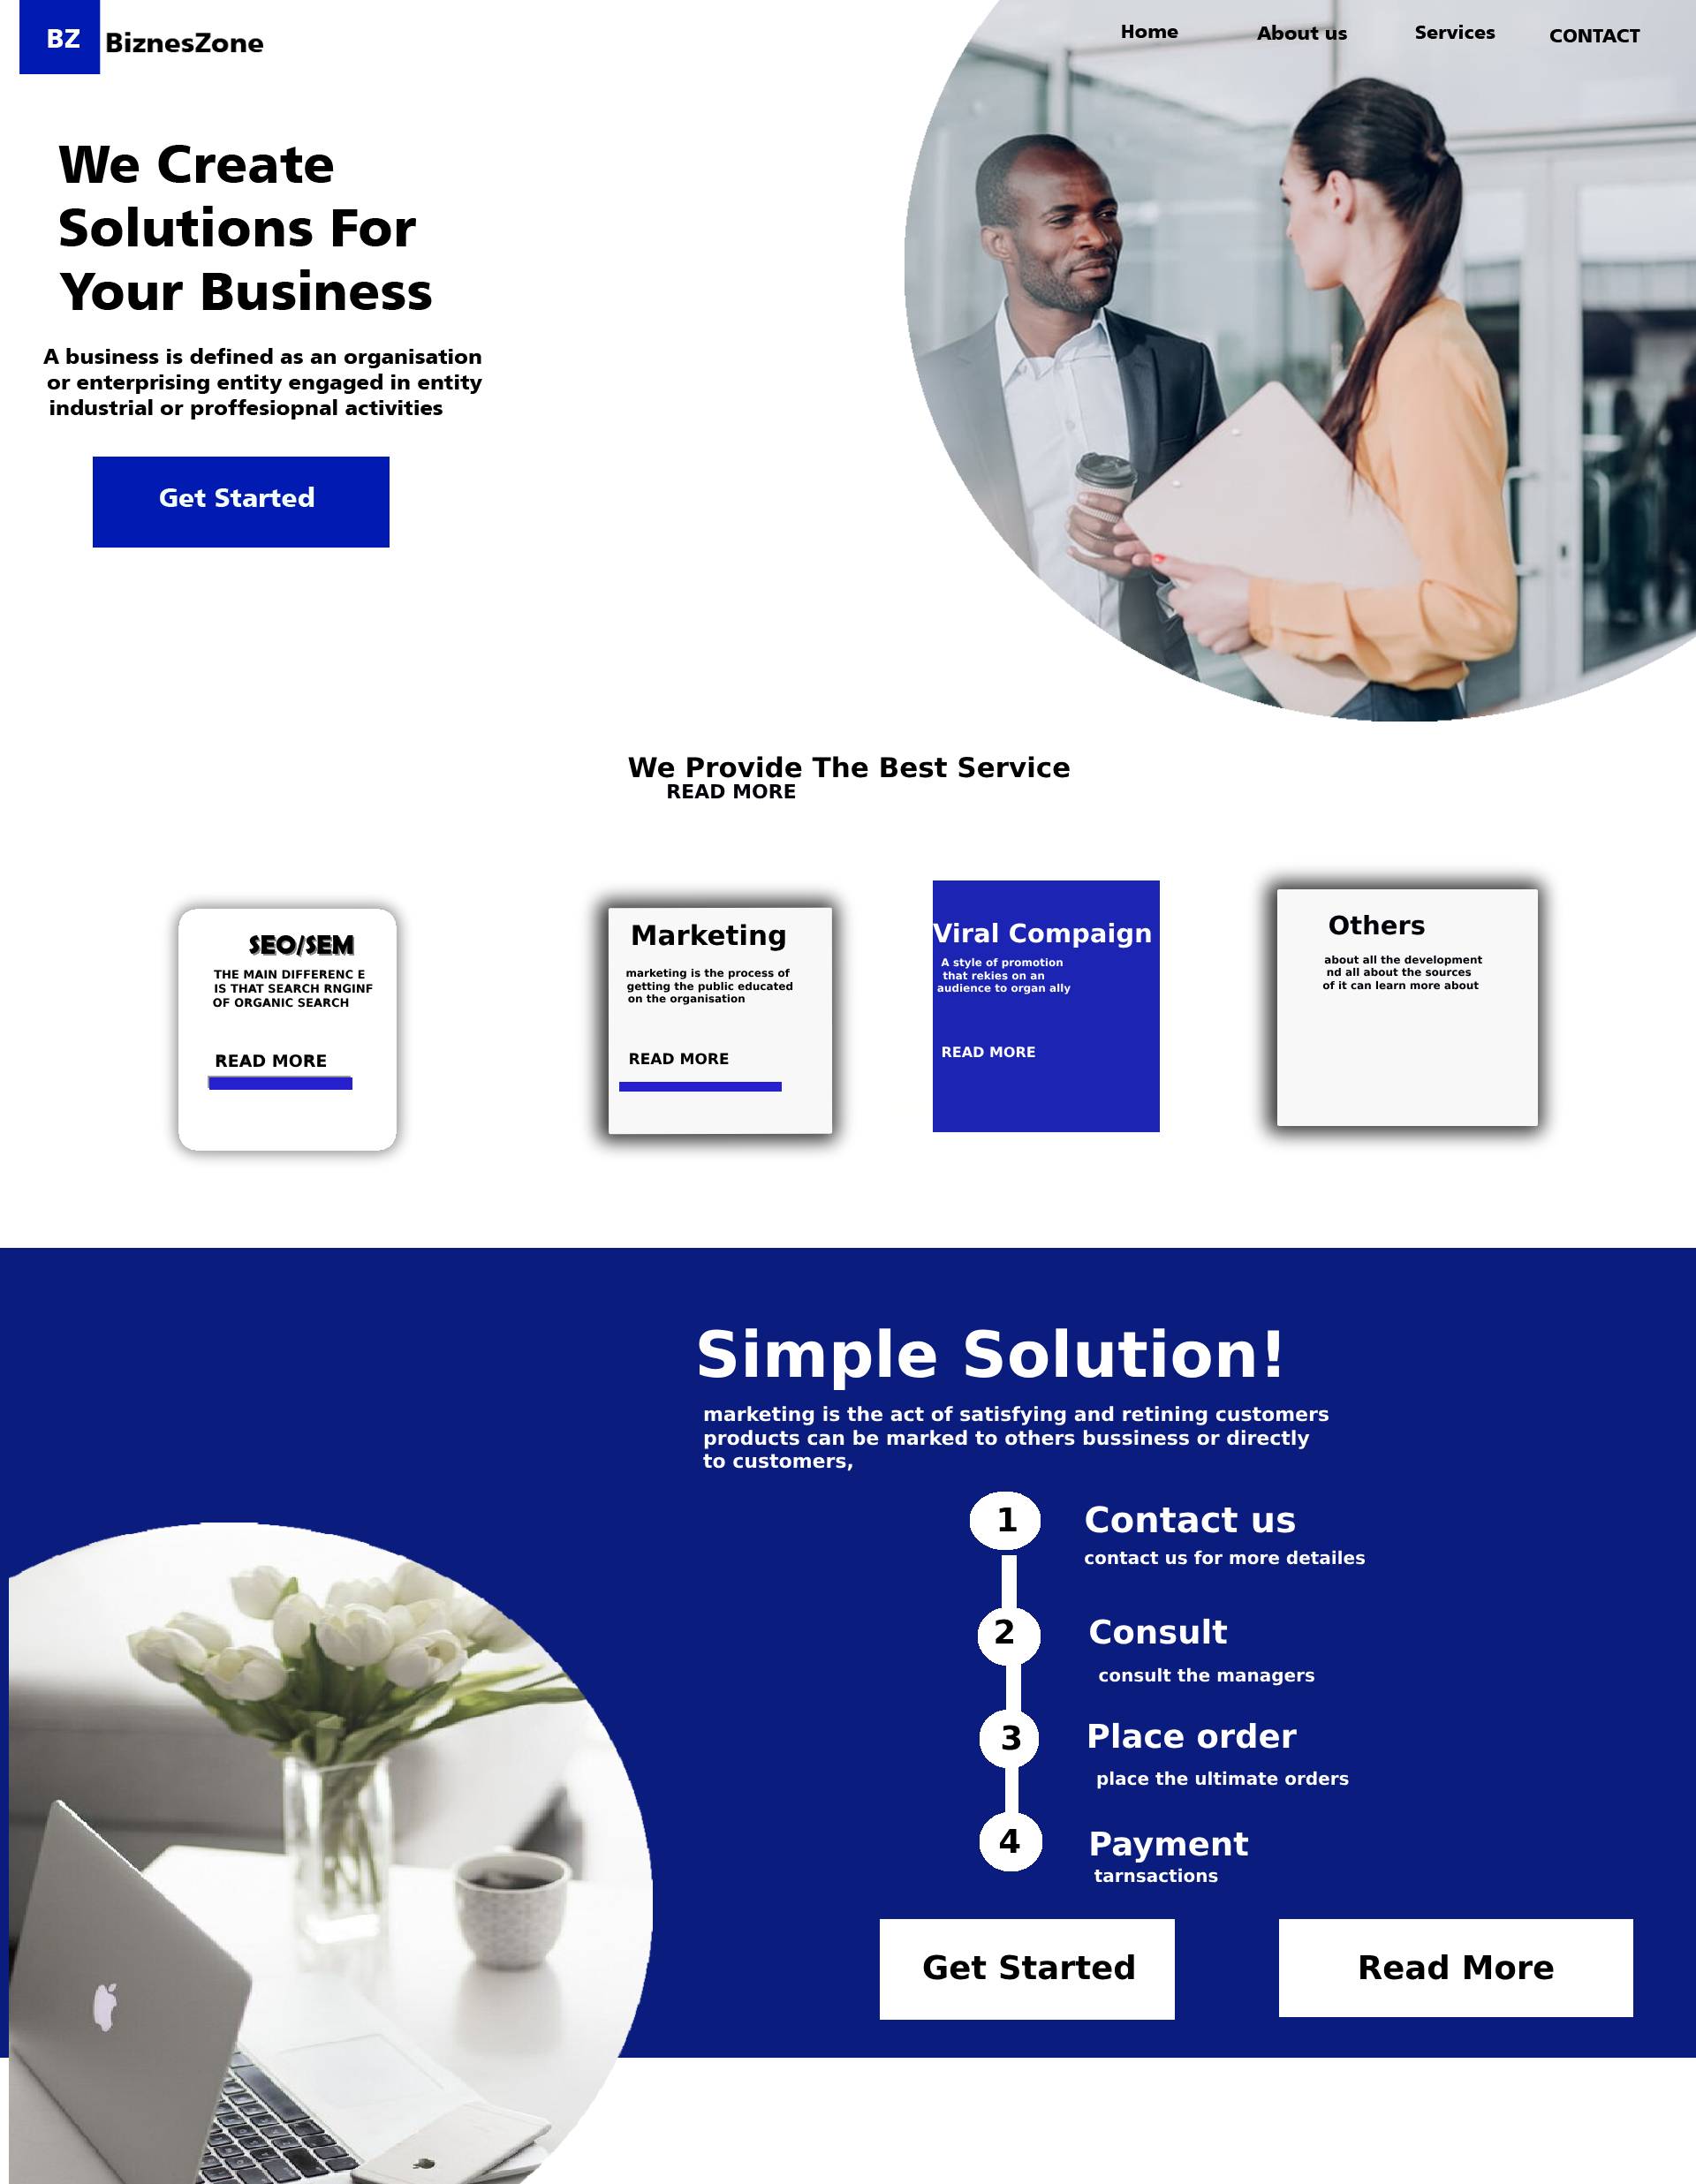 BZ
BiznesZone
Home
About us
Services
CONTACT
We Create
Solutions For
Your Business
A business is defined as an organisation
or enterprising entity engaged in entity
industrial or proffesiopnal activities
Get Started
We Provide The Best Service
READ MORE
SEO/SEM
THE MAIN DIFFERENC E
IS THAT SEARCH RNGINF
OF ORGANIC SEARCH
READ MORE
Marketing
marketing is the process of
getting the public educated
on the organisation
READ MORE
Viral Compaign
A style of promotion
that rekies on an
audience to organ ally
READ MORE
Others
about all the development
nd all about the sources
of it can learn more about
Simple Solution!
marketing is the act of satisfying and retining customers
products can be marked to others bussiness or directly
to customers,
1
Contact us
contact us for more detailes
2
Consult
consult the managers
3
Place order
place the ultimate orders
4
Payment
tarnsactions
Get Started
Read More